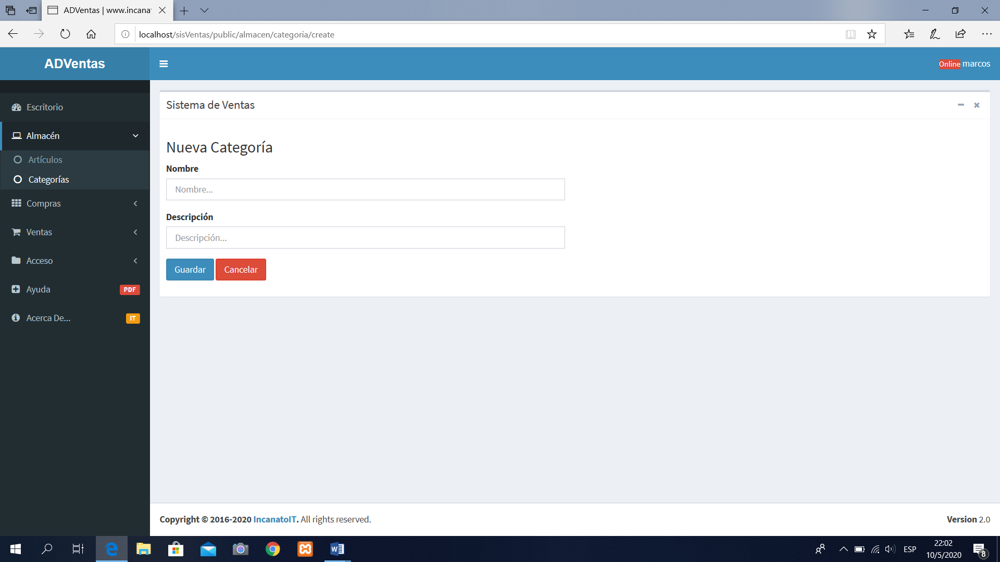 ADVentas | www.incana
localhost/sisVentas/public/almacen/categoria/create
ADVentas
Online marcos
Escritorio
Almacén
Artículos
Categorías
Compras
Ventas
Acceso
Ayuda PDF
Acerca De... IT
Sistema de Ventas
Nueva Categoría
Nombre
Nombre...
Descripción
Descripción...
Guardar Cancelar
Copyright © 2016-2020 IncanatoIT. All rights reserved.
Version 2.0
ESP
22:02
10/5/2020
8